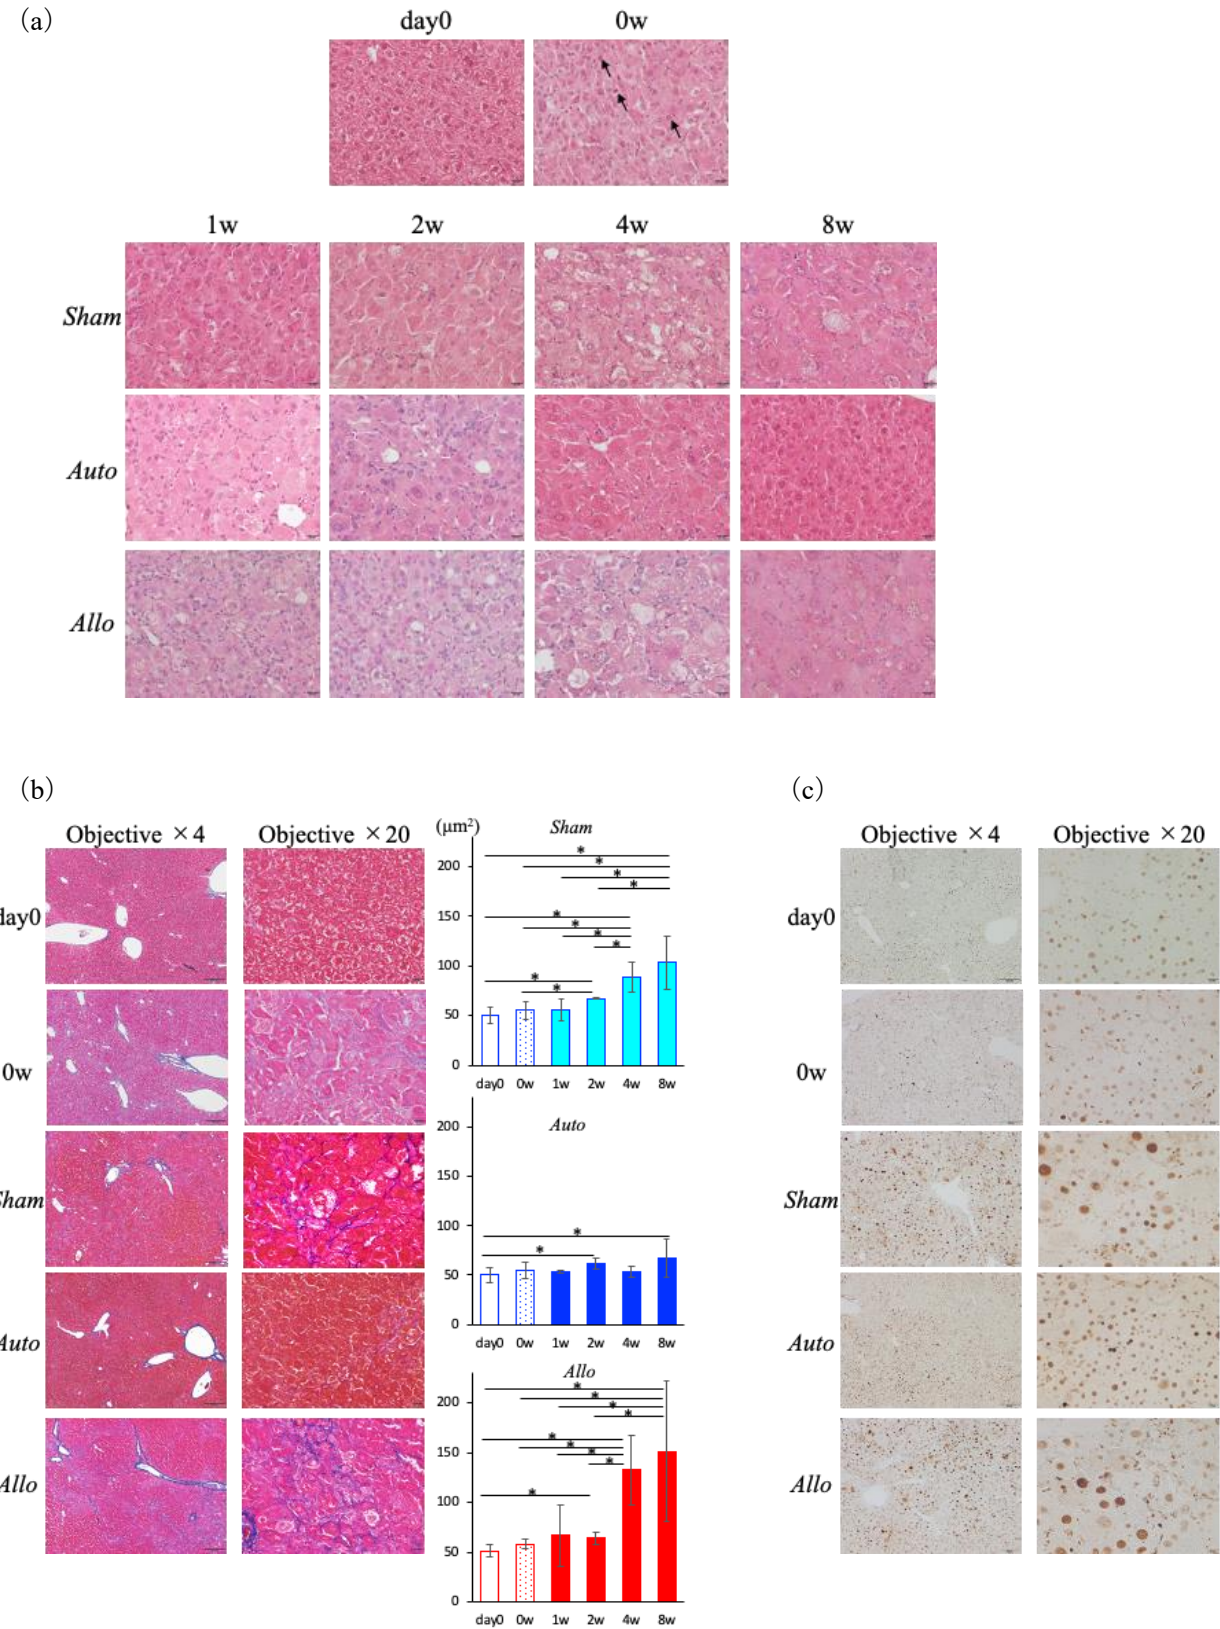 (a)
day0 0w
1w 2w 4w 8w
Sham
Auto
Allo
(b)
Objective ×4 Objective ×20
day0
0w
Sham
Auto
Allo
(μm²) Sham
200
150
100
50
0
* * * * * * * * * *
day0 0w 1w 2w 4w 8w
Auto
200
150
100
50
0
* *
day0 0w 1w 2w 4w 8w
Allo
200
150
100
50
0
* * * * * * * * *
day0 0w 1w 2w 4w 8w
(c)
Objective ×4 Objective ×20
day0
0w
Sham
Auto
Allo